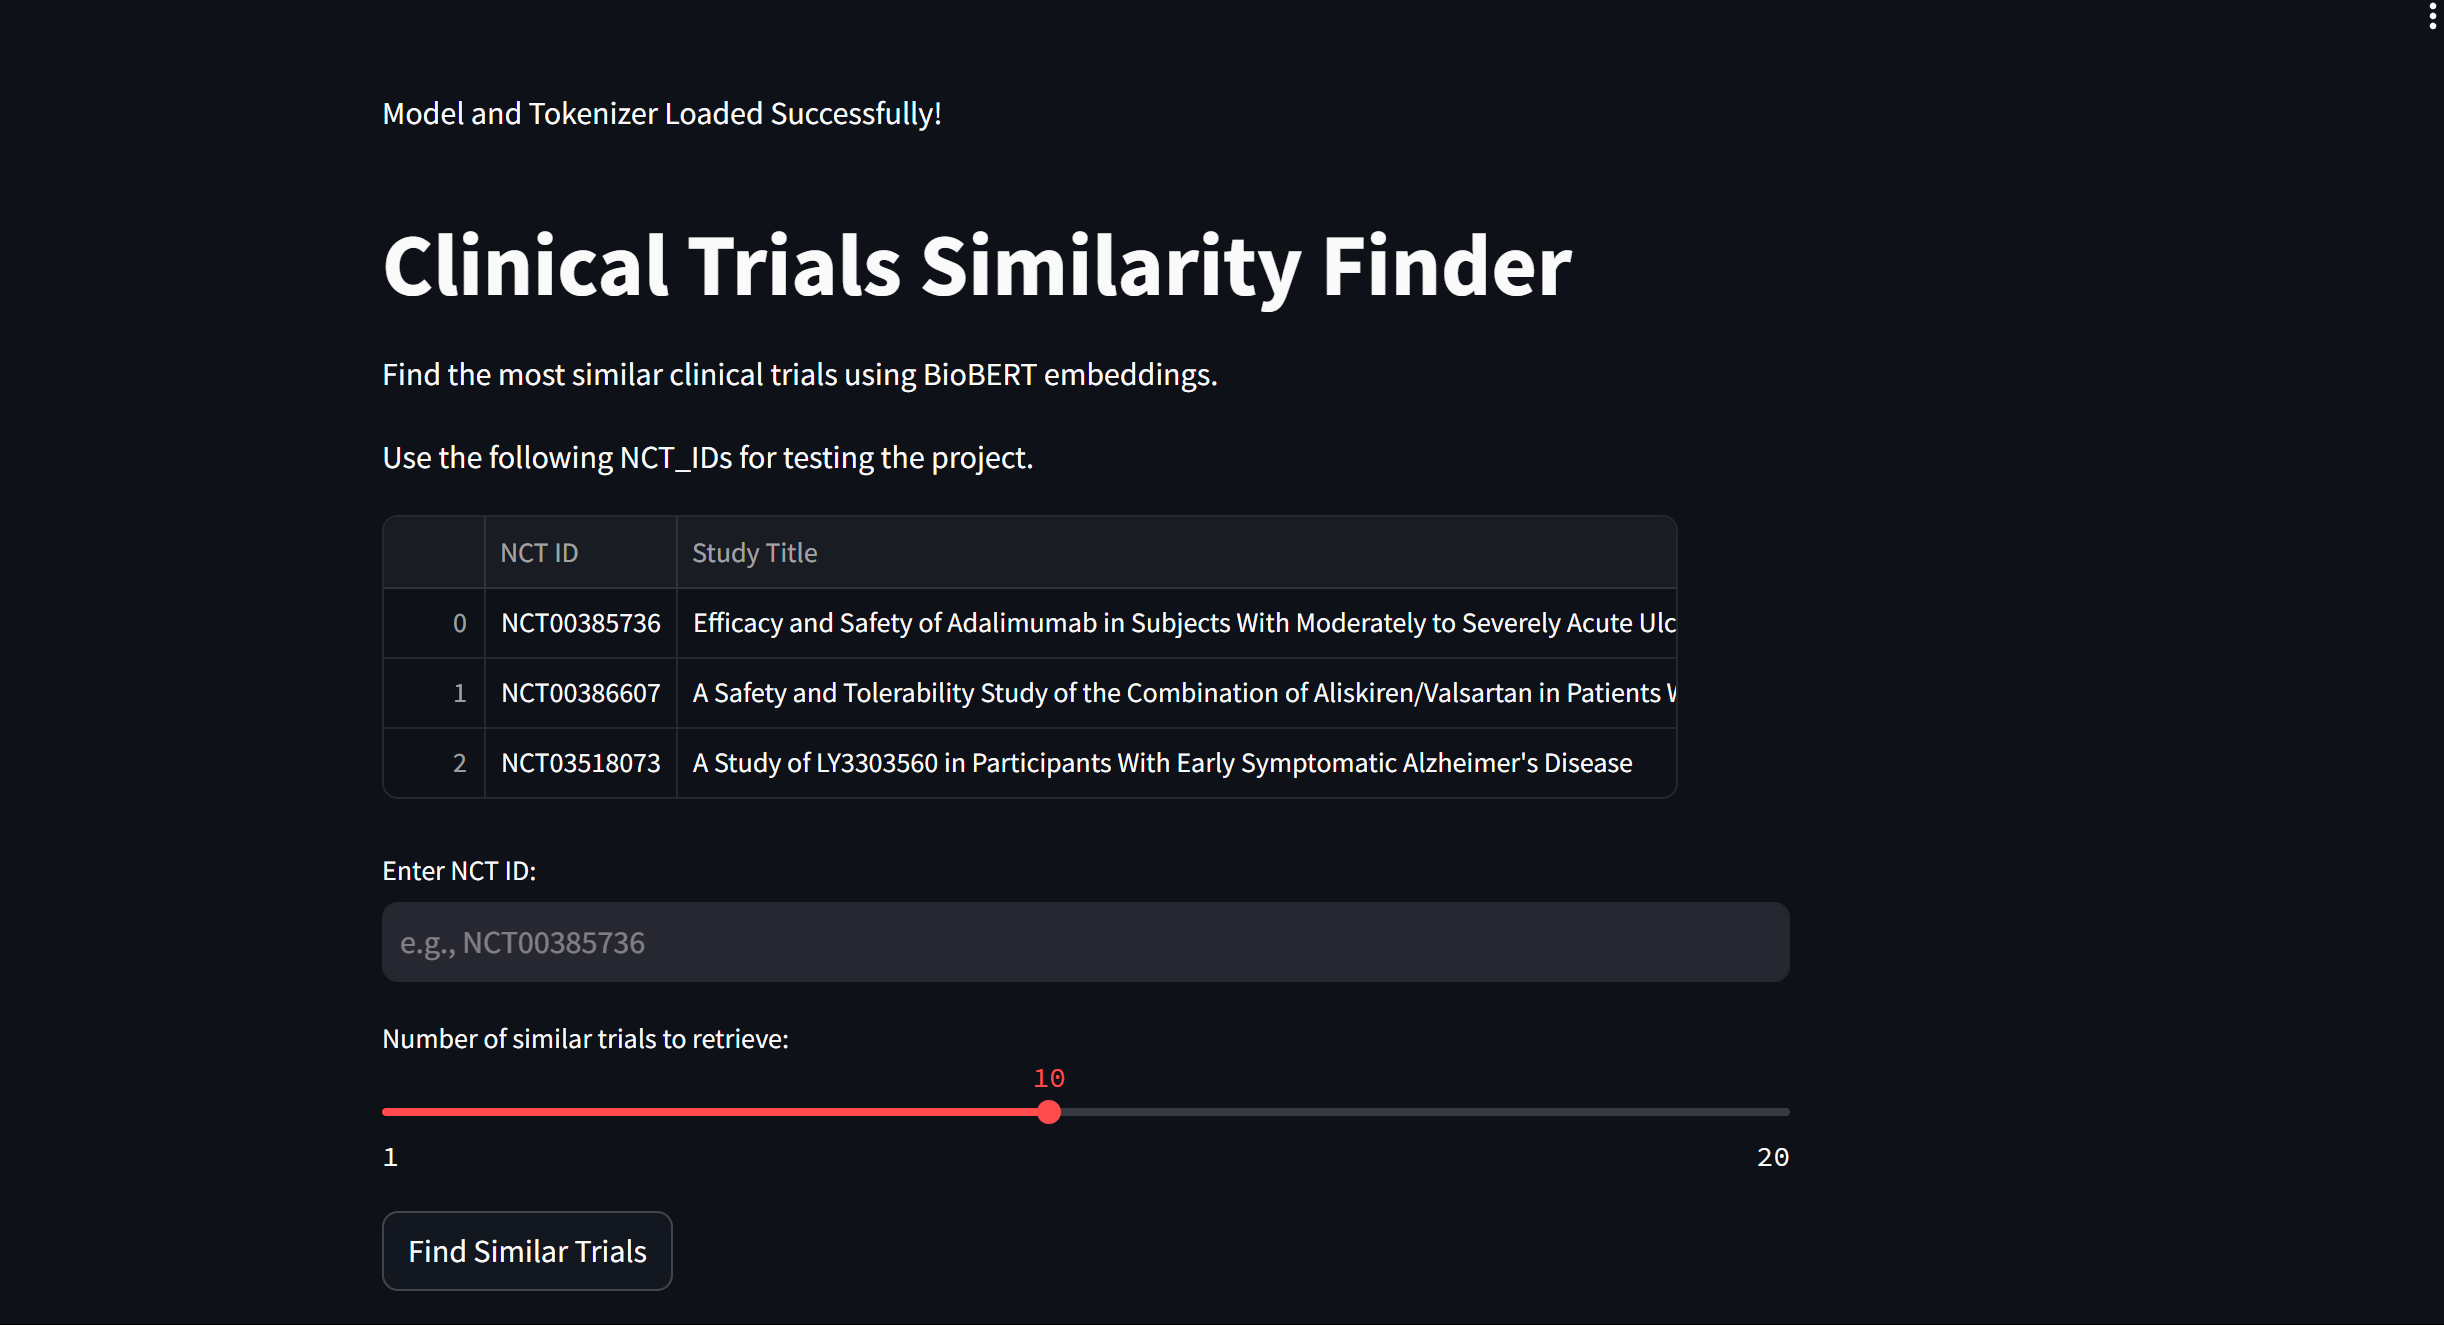 Model and Tokenizer Loaded Successfully!
Clinical Trials Similarity Finder
Find the most similar clinical trials using BioBERT embeddings.
Use the following NCT_IDs for testing the project.
NCT ID Study Title
0 NCT00385736 Efficacy and Safety of Adalimumab in Subjects With Moderately to Severely Acute Ulc
1 NCT00386607 A Safety and Tolerability Study of the Combination of Aliskiren/Valsartan in Patients
2 NCT03518073 A Study of LY3303560 in Participants With Early Symptomatic Alzheimer's Disease
Enter NCT ID:
e.g., NCT00385736
Number of similar trials to retrieve:
10
1 20
Find Similar Trials